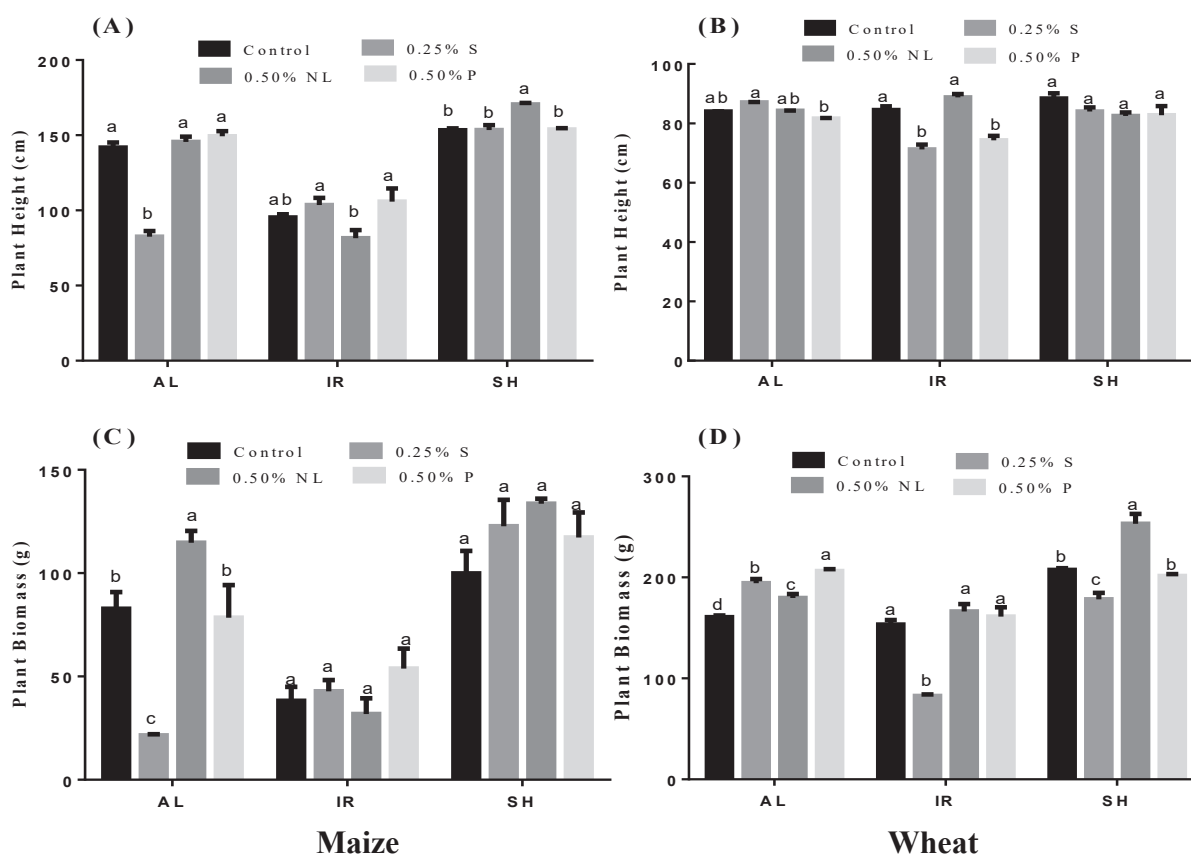 (A)
Control
0.25% S
0.50% NL
0.50%P
Plant Height (cm)
200
150
100
50
0
a
b
a
a
ab
a
b
a
b
b
a
b
AL
IR
SH
(B)
Control
0.25% S
0.50% NL
0.50% P
Plant Height (cm)
100
80
60
40
20
0
ab
a
ab
b
a
b
a
b
a
a
a
a
AL
IR
SH
(C)
Control
0.25% S
0.50% NL
0.50% P
Plant Biomass (g)
150
100
50
0
b
c
a
b
a
a
a
a
a
a
a
a
AL
IR
SH
Maize
(D)
Control
0.25% S
0.50% NL
0.50% P
Plant Biomass (g)
300
200
100
0
d
b
c
a
a
b
a
a
b
c
a
b
AL
IR
SH
Wheat